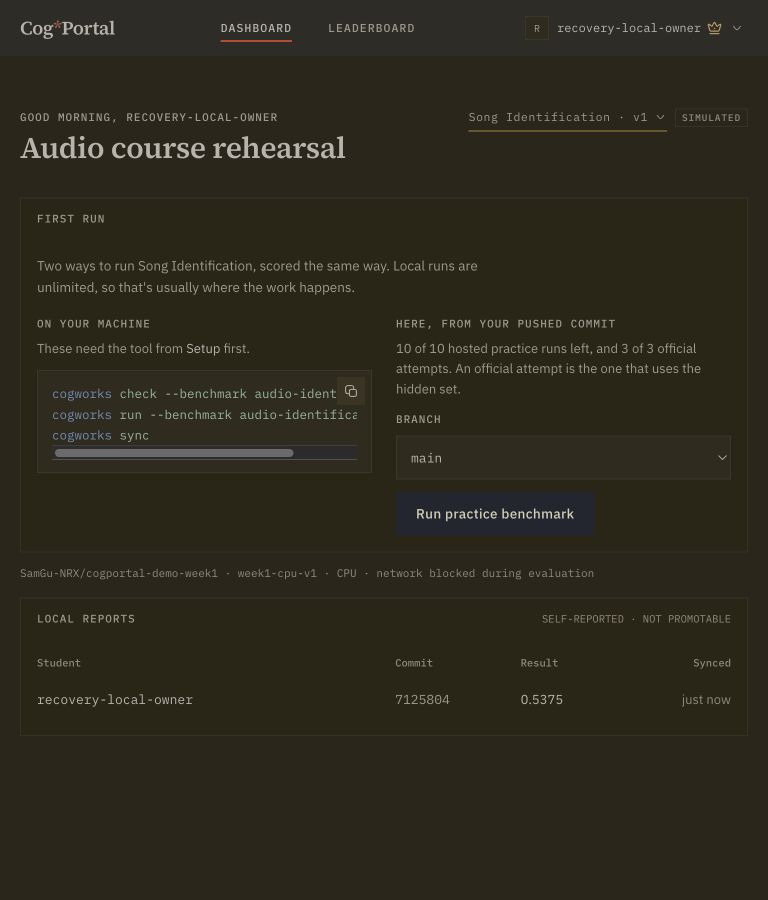 Cog*Portal
DASHBOARD
LEADERBOARD
R
recovery-local-owner
GOOD MORNING, RECOVERY-LOCAL-OWNER
Song Identification · v1
SIMULATED
Audio course rehearsal
FIRST RUN
Two ways to run Song Identification, scored the same way. Local runs are
unlimited, so that's usually where the work happens.
ON YOUR MACHINE
These need the tool from Setup first.
cogworks check --benchmark audio-ident
cogworks run --benchmark audio-identifica
cogworks sync
HERE, FROM YOUR PUSHED COMMIT
10 of 10 hosted practice runs left, and 3 of 3 official
attempts. An official attempt is the one that uses the
hidden set.
BRANCH
main
Run practice benchmark
SamGu-NRX/cogportal-demo-week1 · week1-cpu-v1 · CPU · network blocked during evaluation
LOCAL REPORTS
SELF-REPORTED · NOT PROMOTABLE
Student Commit Result Synced
recovery-local-owner 7125804 0.5375 just now